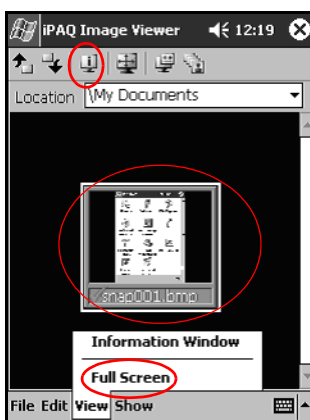 iPAQ Image Viewer 12:19
Location \My Documents
/snap001.bmp
Information Window
Full Screen
File Edit View Show